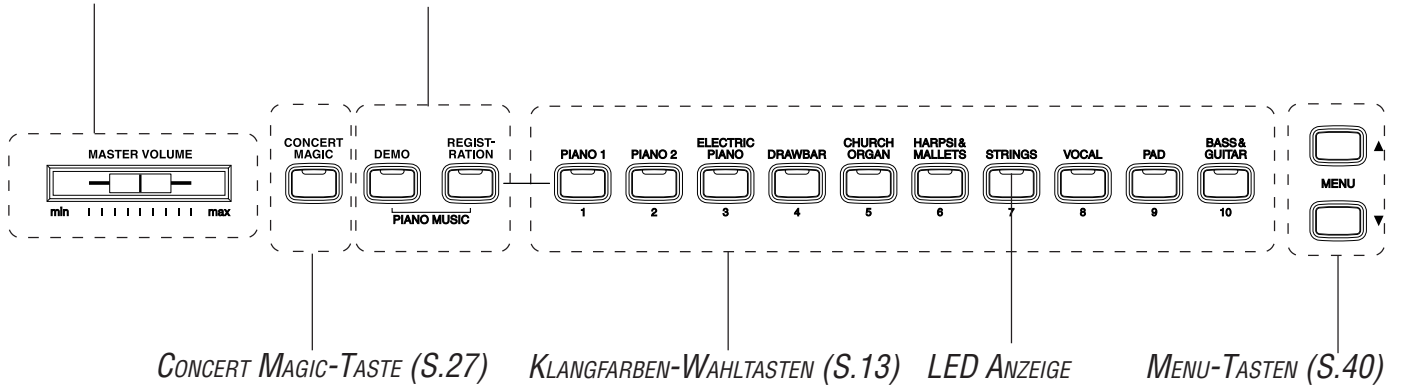 MASTER VOLUME
min max
CONCERT
MAGIC
DEMO
REGIST-
RATION
PIANO MUSIC
PIANO 1
1
PIANO 2
2
ELECTRIC
PIANO
3
DRAWBAR
4
CHURCH
ORGAN
5
HARPSI &
MALLETS
6
STRINGS
7
VOCAL
8
PAD
9
BASS &
GUITAR
10
▲
MENU
▼
CONCERT MAGIC-TASTE (S.27)
KLANGFARBEN-WAHLTASTEN (S.13)
LED ANZEIGE
MENU-TASTEN (S.40)